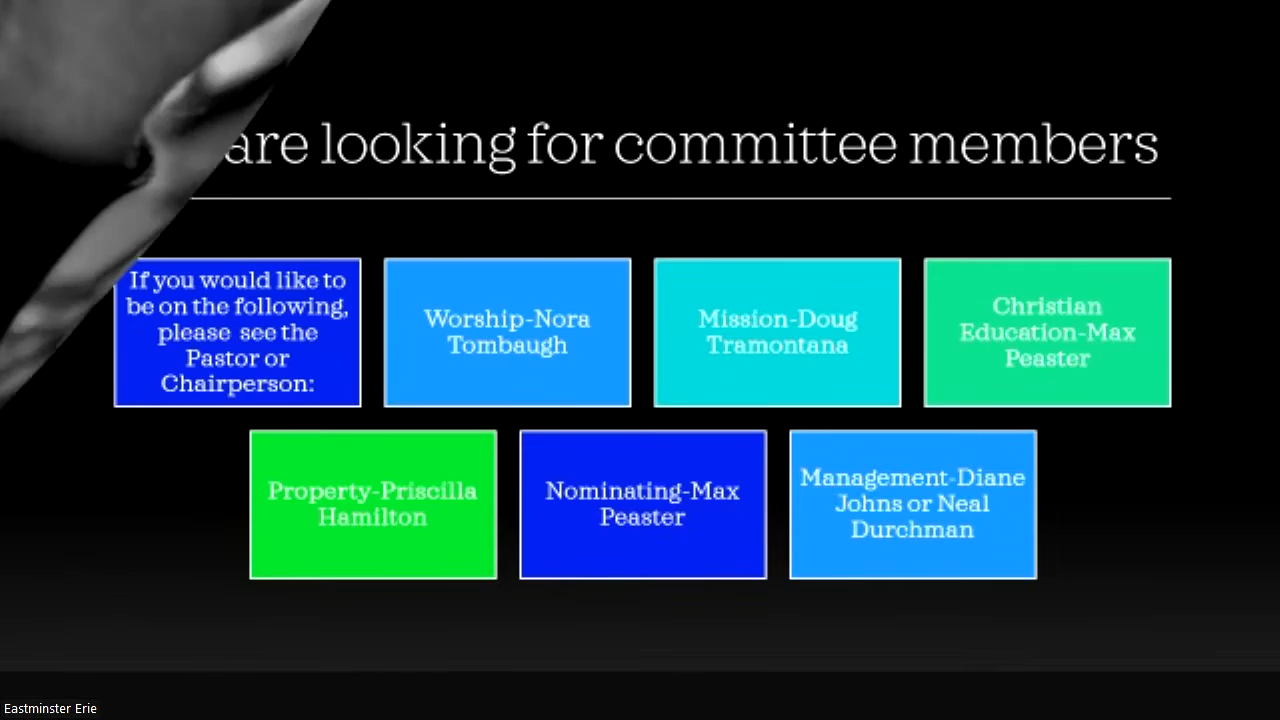 are looking for committee members
If you would like to
be on the following,
please see the
Pastor or
Chairperson:
Worship-Nora
Tombaugh
Mission-Doug
Tramontana
Christian
Education-Max
Peaster
Property-Priscilla
Hamilton
Nominating-Max
Peaster
Management-Diane
Johns or Neal
Durchman
Eastminster Erie